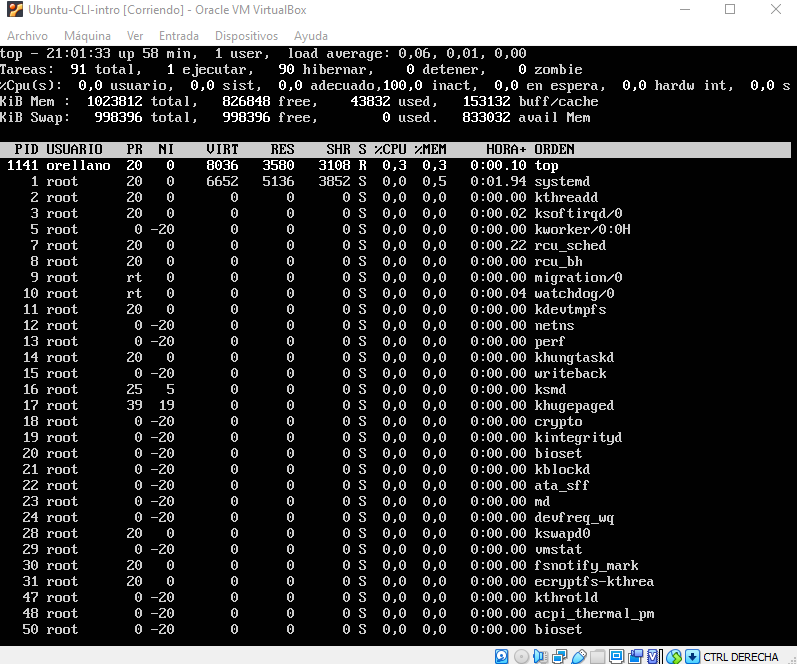 Ubuntu-CLI-intro [Corriendo] - Oracle VM VirtualBox
Archivo Máquina Ver Entrada Dispositivos Ayuda
top - 21:01:33 up 58 min, 1 user, load average: 0,06, 0,01, 0,00
Tareas: 91 total, 1 ejecutar, 90 hibernar, 0 detener, 0 zombie
%Cpu(s): 0,0 usuario, 0,0 sist, 0,0 adecuado,100,0 inact, 0,0 en espera, 0,0 hardw int, 0,0 s
KiB Mem : 1023812 total, 826848 free, 43832 used, 153132 buff/cache
KiB Swap: 998396 total, 998396 free, 0 used. 833032 avail Mem
PID USUARIO PR NI VIRT RES SHR S %CPU %MEM HORA+ ORDEN
1141 orellano 20 0 8036 3580 3108 R 0,3 0,3 0:00.10 top
1 root 20 0 6652 5136 3852 S 0,0 0,5 0:01.94 systemd
2 root 20 0 0 0 0 S 0,0 0,0 0:00.00 kthreadd
3 root 20 0 0 0 0 S 0,0 0,0 0:00.02 ksoftirqd/0
5 root 0 -20 0 0 0 S 0,0 0,0 0:00.00 kworker/0:0H
7 root 20 0 0 0 0 S 0,0 0,0 0:00.22 rcu_sched
8 root 20 0 0 0 0 S 0,0 0,0 0:00.00 rcu_bh
9 root rt 0 0 0 0 S 0,0 0,0 0:00.00 migration/0
10 root rt 0 0 0 0 S 0,0 0,0 0:00.04 watchdog/0
11 root 20 0 0 0 0 S 0,0 0,0 0:00.00 kdevtmpfs
12 root 0 -20 0 0 0 S 0,0 0,0 0:00.00 netns
13 root 0 -20 0 0 0 S 0,0 0,0 0:00.00 perf
14 root 20 0 0 0 0 S 0,0 0,0 0:00.00 khungtaskd
15 root 0 -20 0 0 0 S 0,0 0,0 0:00.00 writeback
16 root 25 5 0 0 0 S 0,0 0,0 0:00.00 ksmd
17 root 39 19 0 0 0 S 0,0 0,0 0:00.00 khugepaged
18 root 0 -20 0 0 0 S 0,0 0,0 0:00.00 crypto
19 root 0 -20 0 0 0 S 0,0 0,0 0:00.00 kintegrityd
20 root 0 -20 0 0 0 S 0,0 0,0 0:00.00 bioset
21 root 0 -20 0 0 0 S 0,0 0,0 0:00.00 kblockd
22 root 0 -20 0 0 0 S 0,0 0,0 0:00.00 ata_sff
23 root 0 -20 0 0 0 S 0,0 0,0 0:00.00 md
24 root 0 -20 0 0 0 S 0,0 0,0 0:00.00 devfreq_wq
28 root 20 0 0 0 0 S 0,0 0,0 0:00.00 kswapd0
29 root 0 -20 0 0 0 S 0,0 0,0 0:00.00 vmstat
30 root 20 0 0 0 0 S 0,0 0,0 0:00.00 fsnotify_mark
31 root 20 0 0 0 0 S 0,0 0,0 0:00.00 ecryptfs-kthrea
47 root 0 -20 0 0 0 S 0,0 0,0 0:00.00 kthrotld
48 root 0 -20 0 0 0 S 0,0 0,0 0:00.00 acpi_thermal_pm
50 root 0 -20 0 0 0 S 0,0 0,0 0:00.00 bioset
CTRL DERECHA